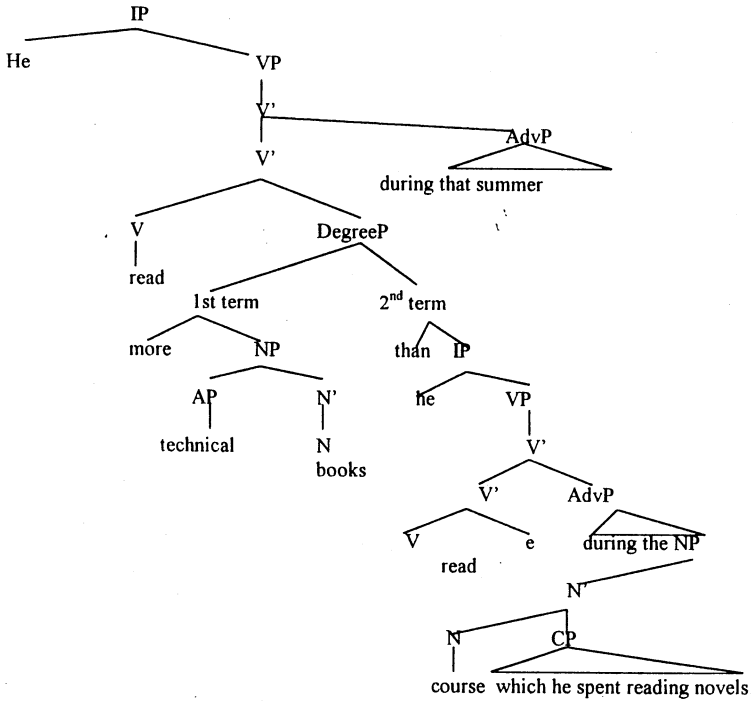 IP
He
VP
V'
AdvP
V'
during that summer
V
DegreeP
read
1st term
2nd term
more
NP
than IP
AP
N'
he
VP
technical
N
books
V'
V'
AdvP
V
e
during the NP
read
N'
N
CP
course which he spent reading novels